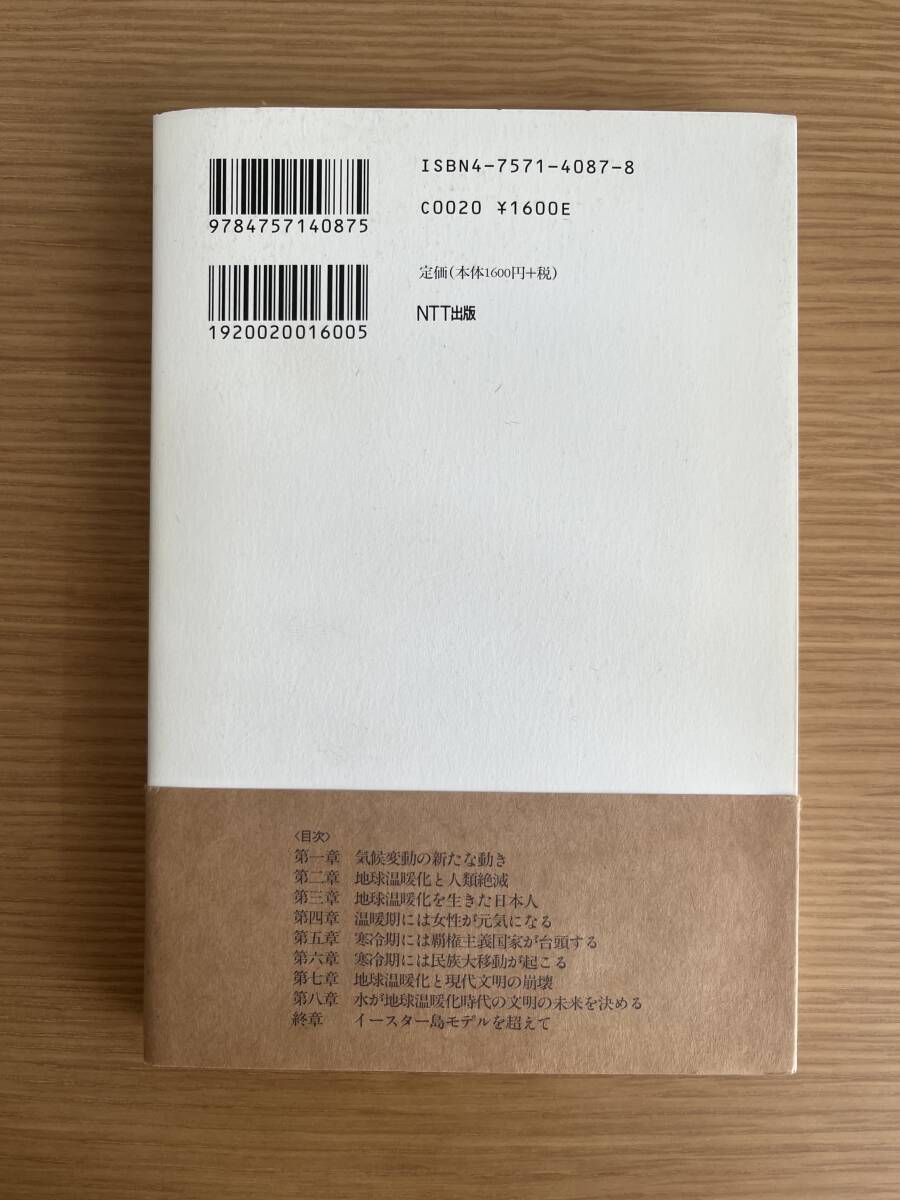 ISBN4-7571-4087-8
C0020 ¥1600E
9784757140875
定価(本体1600円+税)
NTT出版
1920020016005
〈目次〉
第一章 気候変動の新たな動き
第二章 地球温暖化と人類絶滅
第三章 地球温暖化を生きた日本人
第四章 温暖期には女性が元気になる
第五章 寒冷期には覇権主義国家が台頭する
第六章 寒冷期には民族大移動が起こる
第七章 地球温暖化と現代文明の崩壊
第八章 水が地球温暖化時代の文明の未来を決める
終章 イースター島モデルを超えて